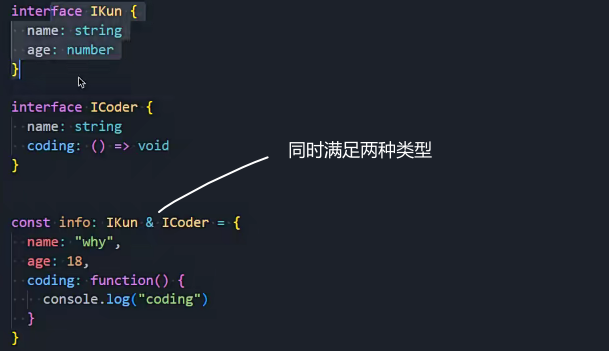 interface IKun {
  name: string
  age: number
}
interface ICoder {
  name: string
  coding: () => void
}
同时满足两种类型
const info: IKun & ICoder = {
  name: "why",
  age: 18,
  coding: function() {
    console.log("coding")
  }
}